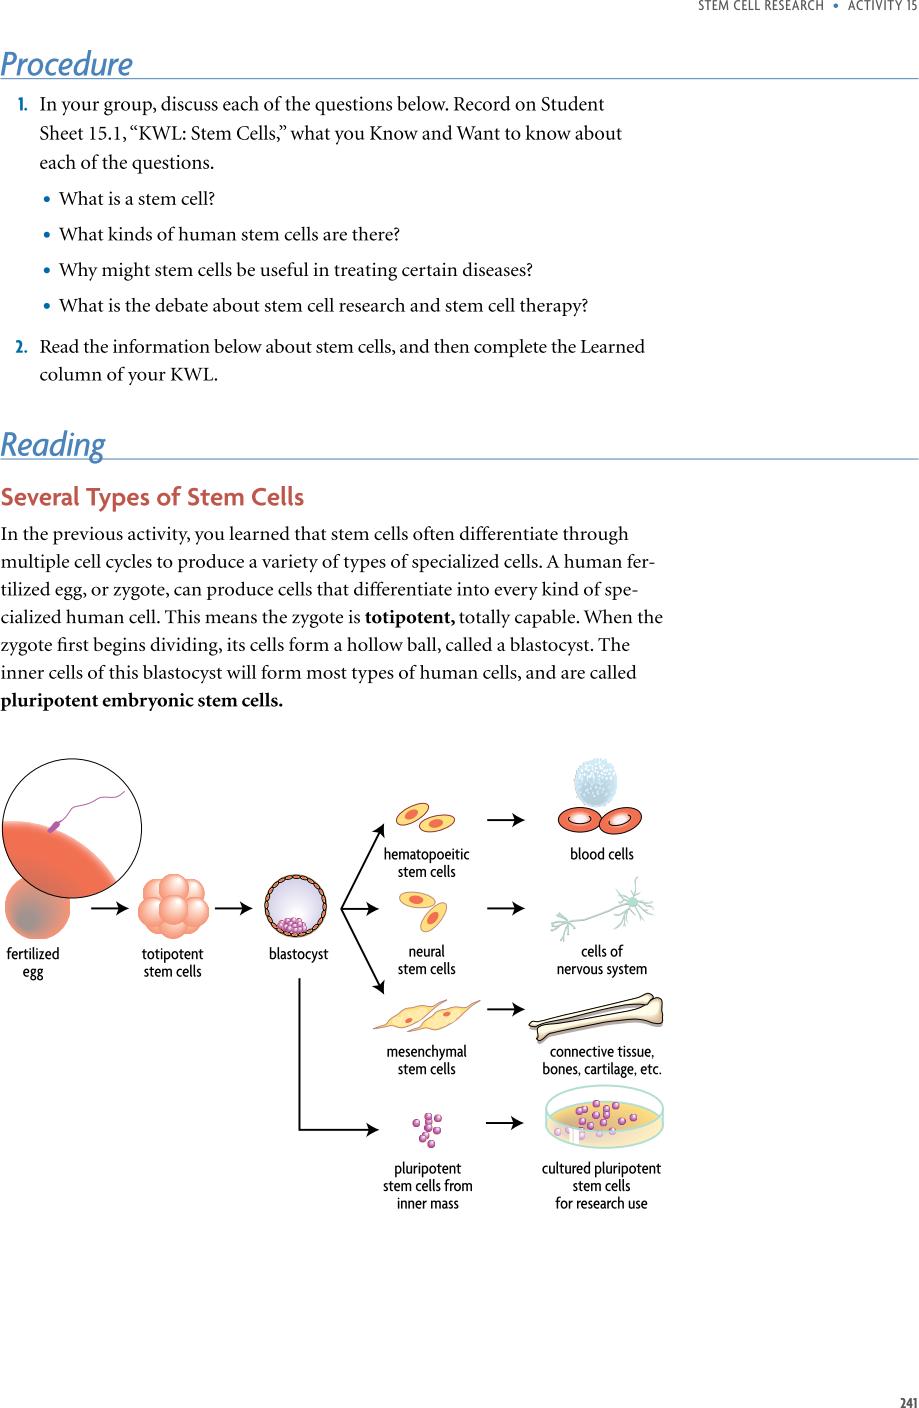 STEM CELL RESEARCH • ACTIVITY 15
Procedure
1. In your group, discuss each of the questions below. Record on Student
Sheet 15.1, “KWL: Stem Cells,” what you Know and Want to know about
each of the questions.
• What is a stem cell?
• What kinds of human stem cells are there?
• Why might stem cells be useful in treating certain diseases?
• What is the debate about stem cell research and stem cell therapy?
2. Read the information below about stem cells, and then complete the Learned
column of your KWL.
Reading
Several Types of Stem Cells
In the previous activity, you learned that stem cells often differentiate through
multiple cell cycles to produce a variety of types of specialized cells. A human fer-
tilized egg, or zygote, can produce cells that differentiate into every kind of spe-
cialized human cell. This means the zygote is totipotent, totally capable. When the
zygote first begins dividing, its cells form a hollow ball, called a blastocyst. The
inner cells of this blastocyst will form most types of human cells, and are called
pluripotent embryonic stem cells.
fertilized
egg
totipotent
stem cells
blastocyst
hematopoeitic
stem cells
blood cells
neural
stem cells
cells of
nervous system
mesenchymal
stem cells
connective tissue,
bones, cartilage, etc.
pluripotent
stem cells from
inner mass
cultured pluripotent
stem cells
for research use
241